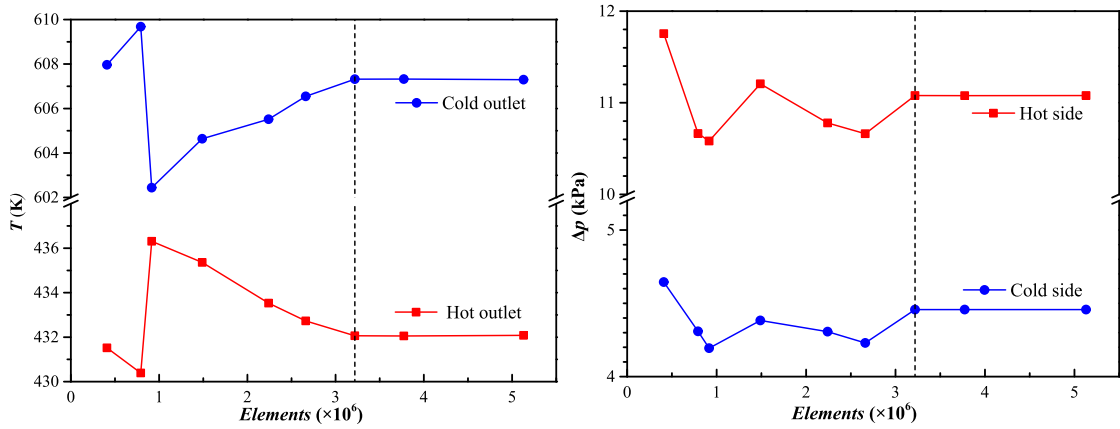 610
608
606
604
602
436
434
432
430
T (K)
Cold outlet
Hot outlet
0 1 2 3 4 5
Elements (×10⁶)
12
11
10
5
4
Δp (kPa)
Hot side
Cold side
0 1 2 3 4 5
Elements (×10⁶)